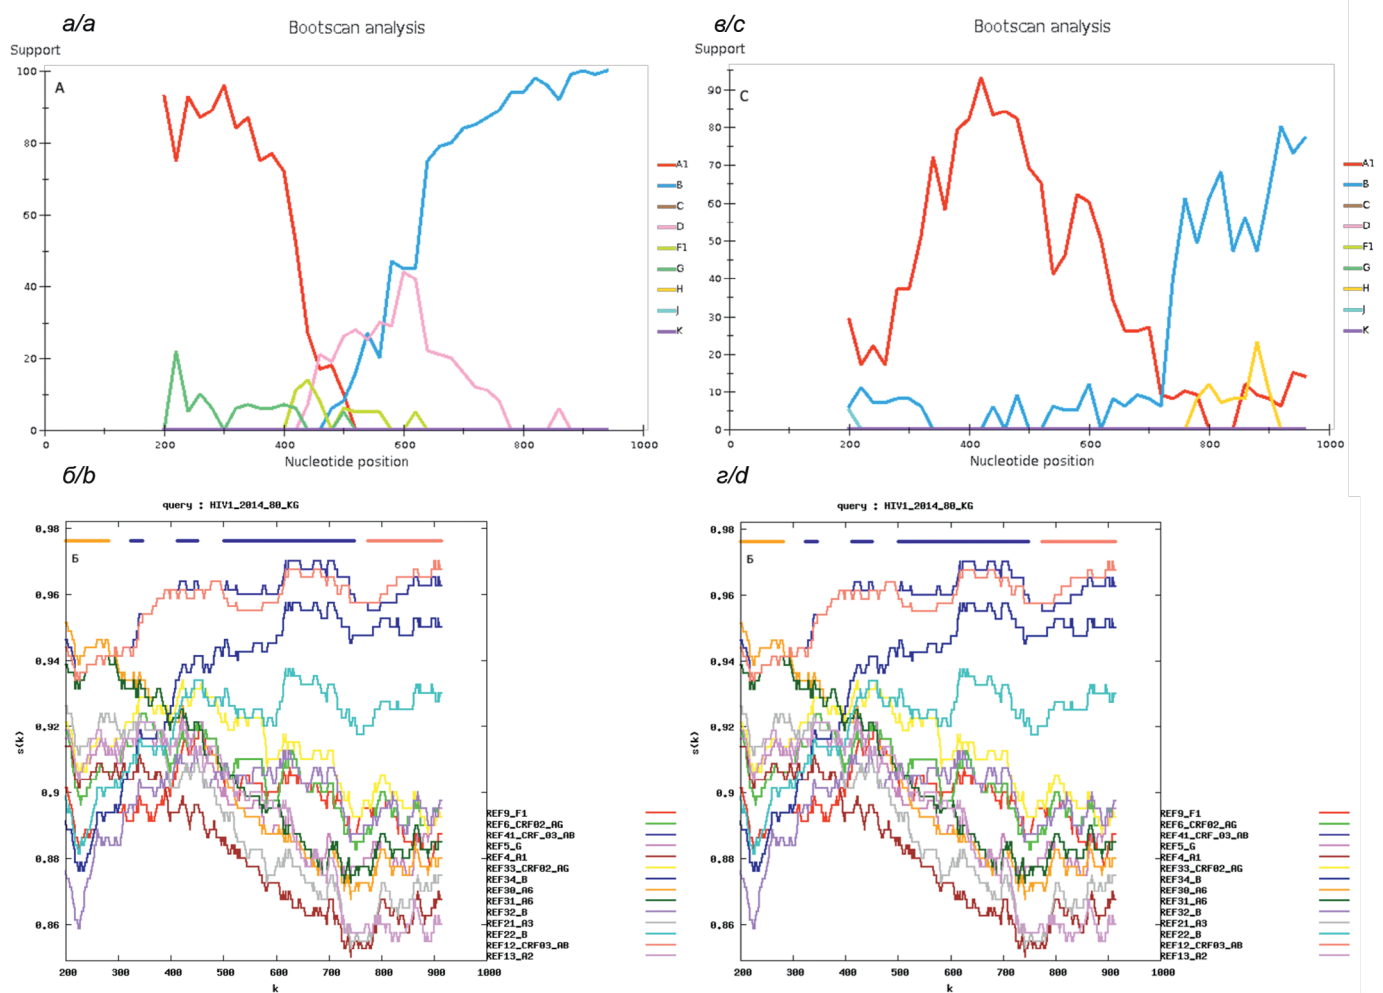 а/a
Bootscan analysis
Support
A
100
80
60
40
20
0
0
200
400
600
800
1000
Nucleotide position
A1
B
C
D
F1
G
H
J
K
в/c
Bootscan analysis
Support
C
90
80
70
60
50
40
30
20
10
0
0
200
400
600
800
1000
Nucleotide position
A1
B
C
D
F1
G
H
J
K
б/b
query : HIV1_2014_80_KG
Б
0.98
0.96
0.94
0.92
0.9
0.88
0.86
s(k)
200
300
400
500
600
700
800
900
1000
k
REF9_F1
REF6_CRF02_AG
REF41_CRF_03_AB
REF5_G
REF4_A1
REF33_CRF02_AG
REF34_B
REF30_A6
REF31_A6
REF32_B
REF21_A3
REF22_B
REF12_CRF03_AB
REF13_A2
г/d
query : HIV1_2014_80_KG
Б
0.98
0.96
0.94
0.92
0.9
0.88
0.86
s(k)
200
300
400
500
600
700
800
900
1000
k
REF9_F1
REF6_CRF02_AG
REF41_CRF_03_AB
REF5_G
REF4_A1
REF33_CRF02_AG
REF34_B
REF30_A6
REF31_A6
REF32_B
REF21_A3
REF22_B
REF12_CRF03_AB
REF13_A2